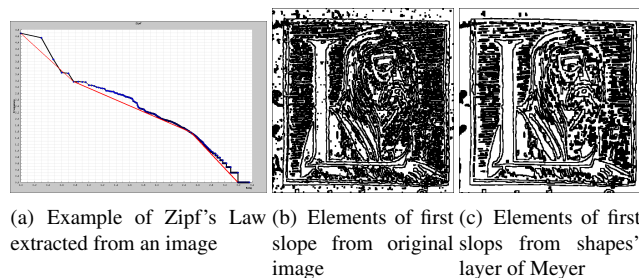 Zipf
(a) Example of Zipf's Law
extracted from an image
(b) Elements of first
slope from original
image
(c) Elements of first
slops from shapes'
layer of Meyer